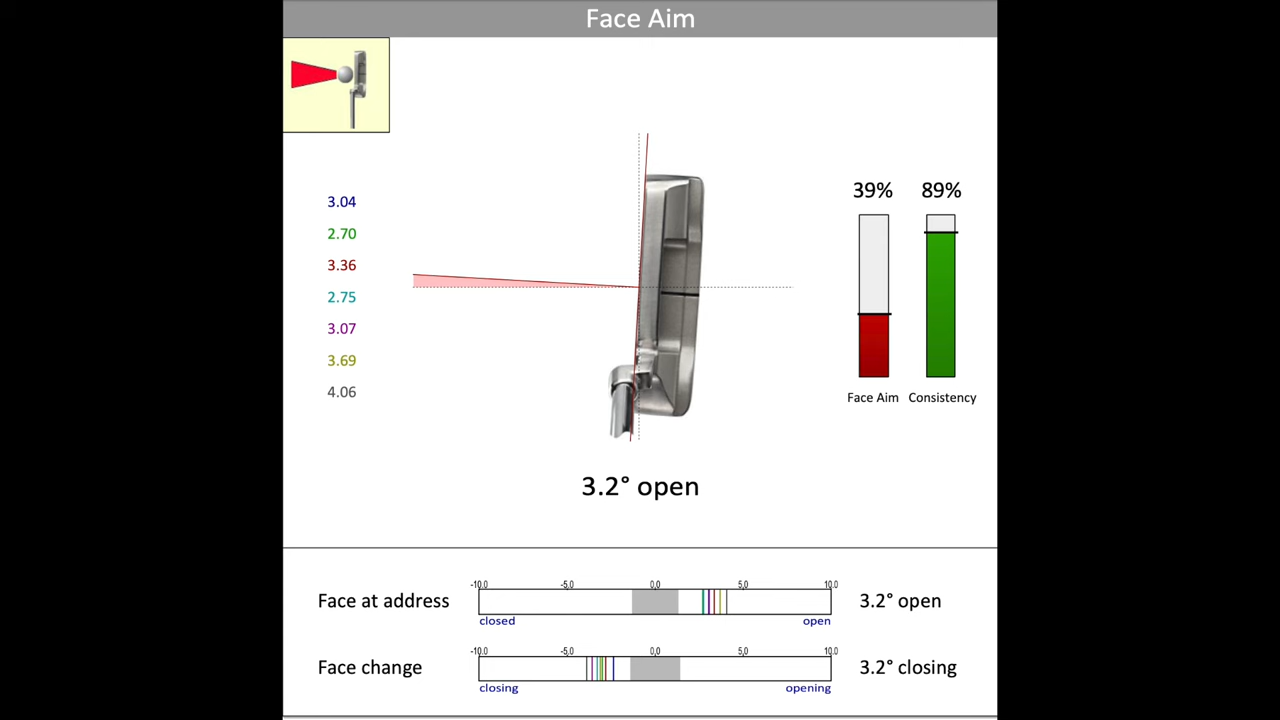 Face Aim
39% 89%
3.04
2.70
3.36
2.75
3.07
3.69
4.06
Face Aim Consistency
3.2° open
-10.0 -5.0 0.0 5.0 10.0
Face at address 3.2° open
closed open
-10.0 -5.0 0.0 5.0 10.0
Face change 3.2° closing
closing opening